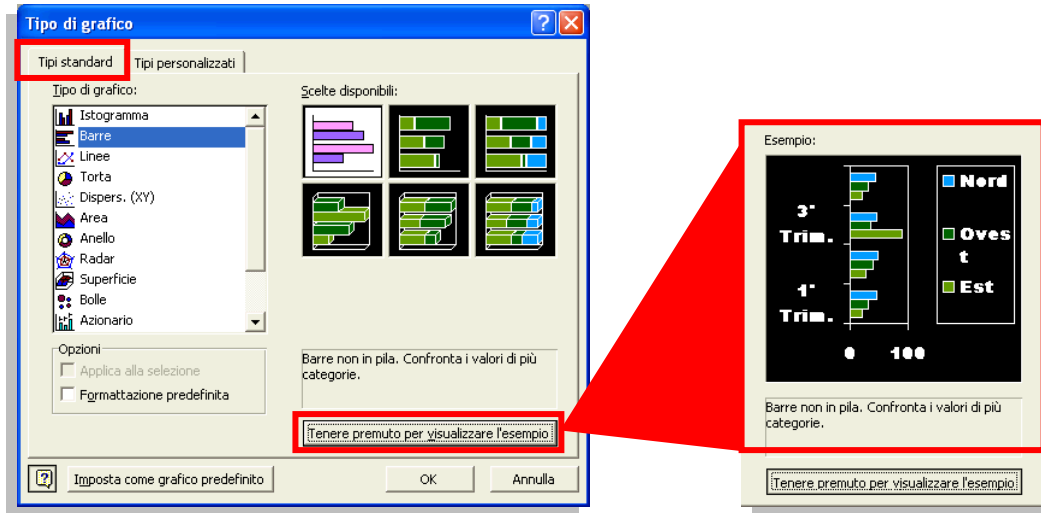 Tipo di grafico
Tipi standard
Tipi personalizzati
Tipo di grafico:
Istogramma
Barre
Linee
Torta
Dispers. (XY)
Area
Anello
Radar
Superficie
Bolle
Azionario
Scelte disponibili:
Opzioni
Applica alla selezione
Formattazione predefinita
Barre non in pila. Confronta i valori di più
categorie.
Tenere premuto per visualizzare l'esempio
Imposta come grafico predefinito
OK
Annulla
Esempio:
3°
Trim.
1°
Trim.
0 100
Nord
Oves
t
Est
Barre non in pila. Confronta i valori di più
categorie.
Tenere premuto per visualizzare l'esempio